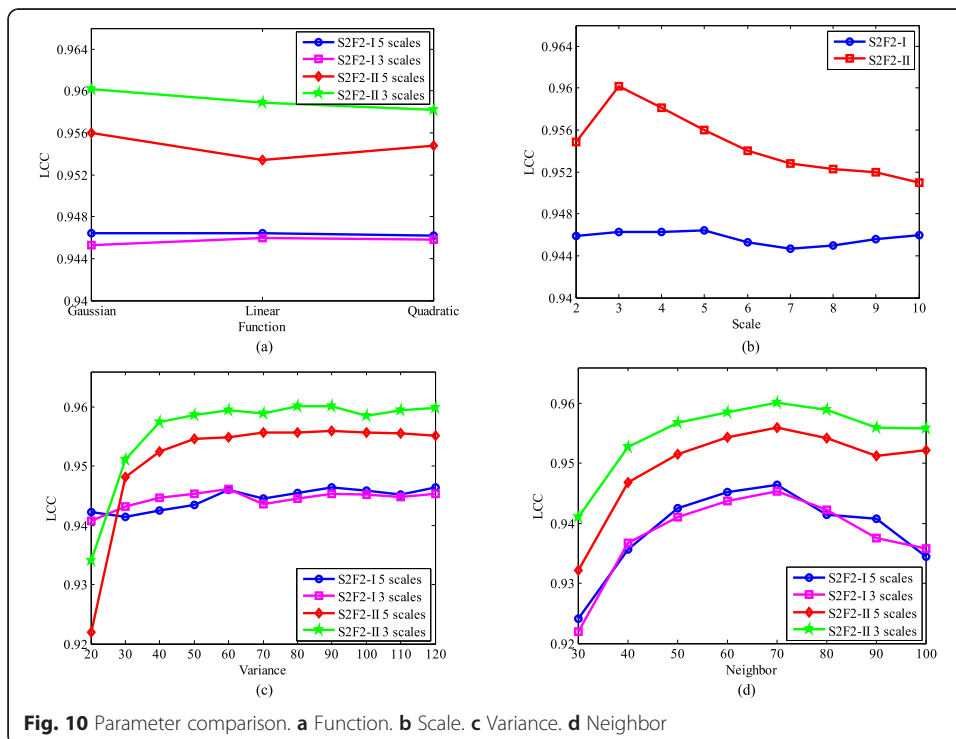 0.964
0.96
0.956
0.952
0.948
0.944
0.94
LCC
Gaussian Linear Quadratic
Function
S2F2-I 5 scales
S2F2-I 3 scales
S2F2-II 5 scales
S2F2-II 3 scales
(a)
0.964
0.96
0.956
0.952
0.948
0.944
0.94
LCC
2 3 4 5 6 7 8 9 10
Scale
S2F2-I
S2F2-II
(b)
0.96
0.95
0.94
0.93
0.92
LCC
20 30 40 50 60 70 80 90 100 110 120
Variance
S2F2-I 5 scales
S2F2-I 3 scales
S2F2-II 5 scales
S2F2-II 3 scales
(c)
0.96
0.95
0.94
0.93
0.92
LCC
30 40 50 60 70 80 90 100
Neighbor
S2F2-I 5 scales
S2F2-I 3 scales
S2F2-II 5 scales
S2F2-II 3 scales
(d)
Fig. 10 Parameter comparison. a Function. b Scale. c Variance. d Neighbor